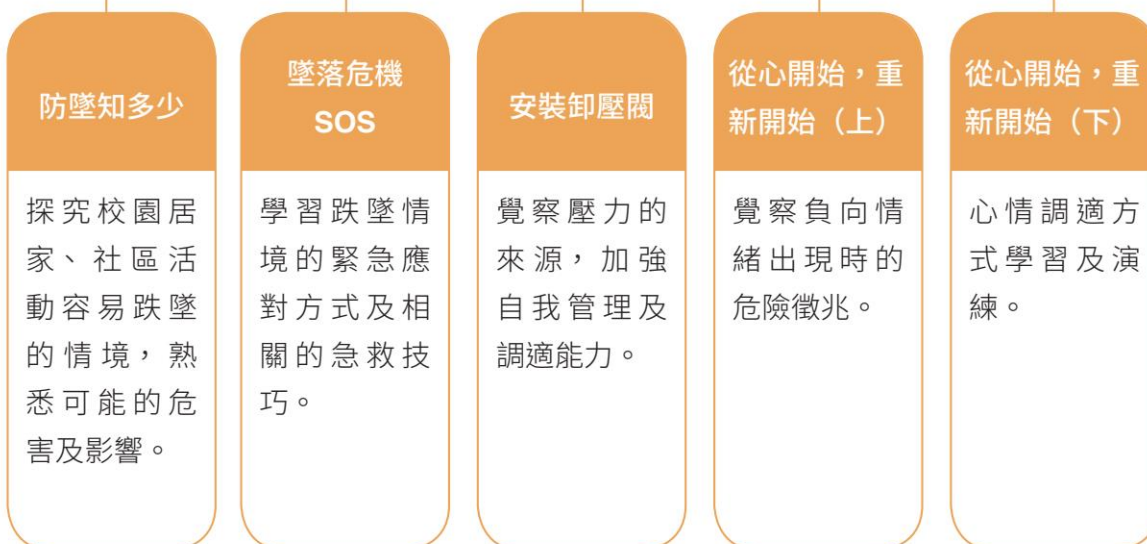 防墜知多少
探究校園居
家、社區活
動容易跌墜
的情境，熟
悉可能的危
害及影響。
墜落危機
SOS
學習跌墜情
境的緊急應
對方式及相
關的急救技
巧。
安裝卸壓閥
覺察壓力的
來源，加強
自我管理及
調適能力。
從心開始，重
新開始（上）
覺察負向情
緒出現時的
危險徵兆。
從心開始，重
新開始（下）
心情調適方
式學習及演
練。